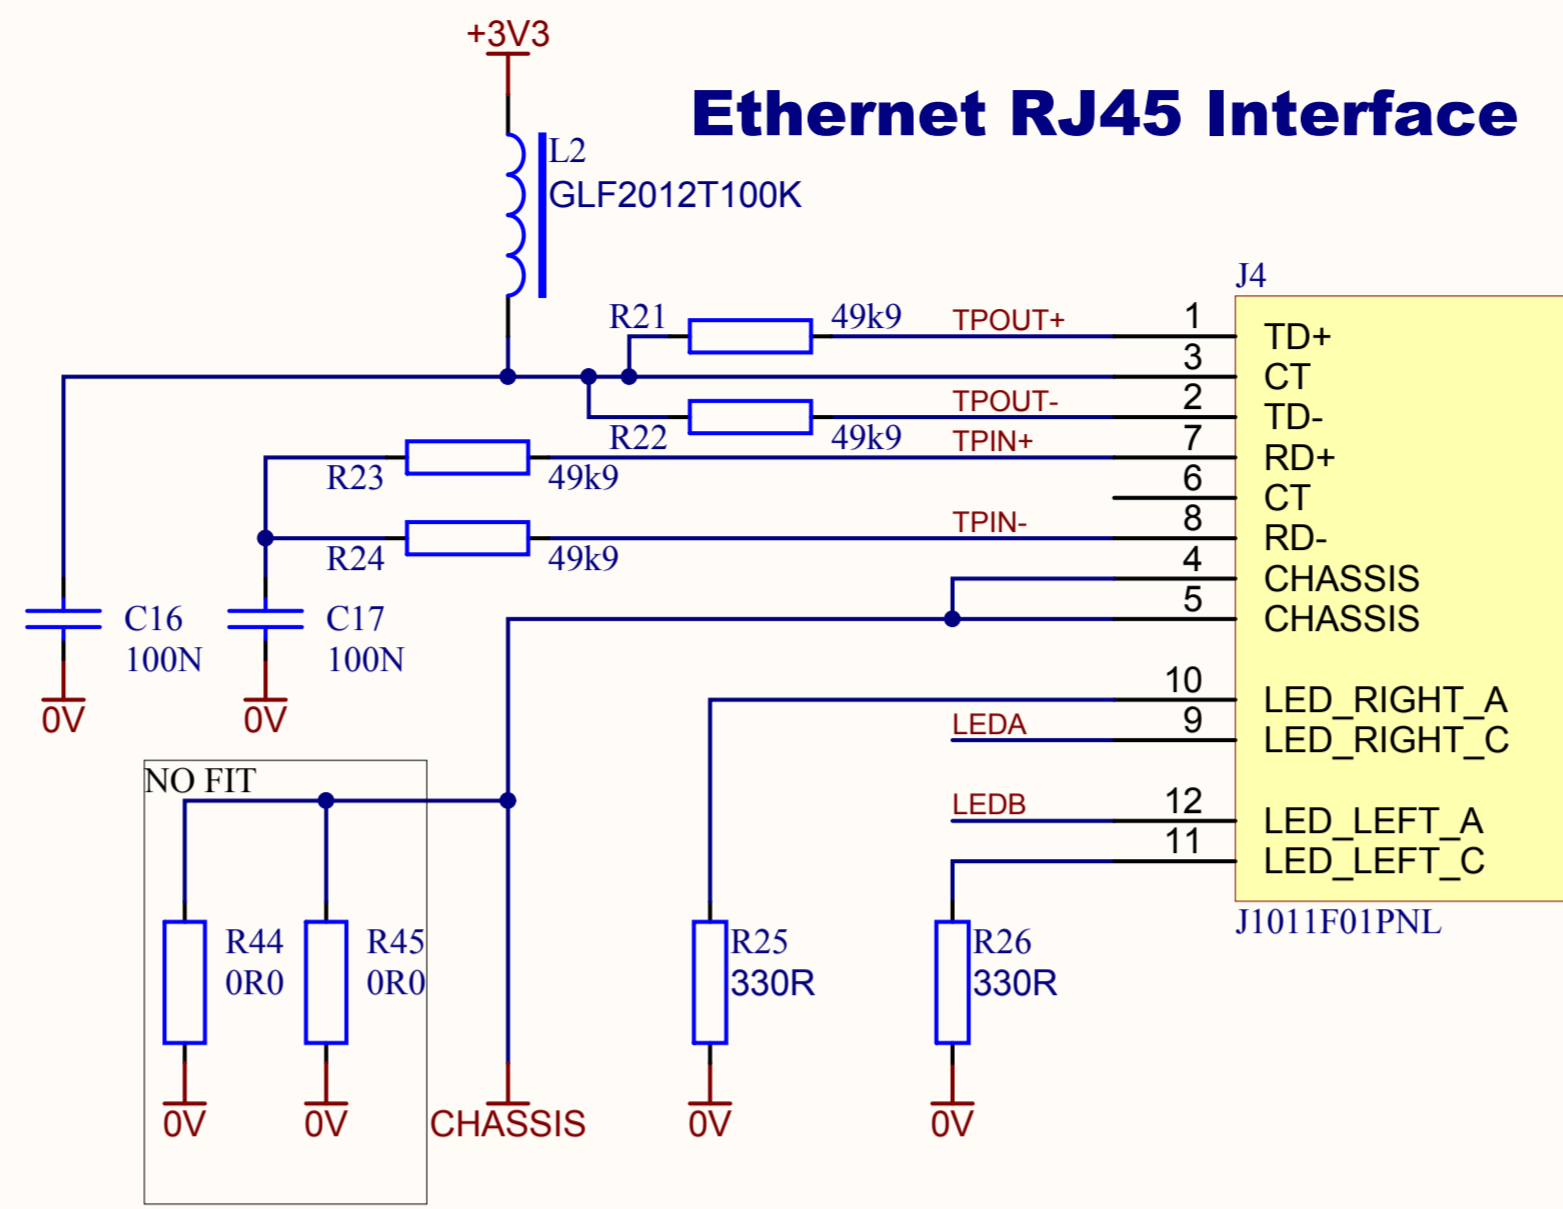 +3V3
Ethernet RJ45 Interface
L2
GLF2012T100K
J4
R21
49k9
TPOUT+
1
TD+
3
CT
R22
49k9
TPOUT-
2
TD-
R23
49k9
TPIN+
7
RD+
6
CT
R24
49k9
TPIN-
8
RD-
4
CHASSIS
5
CHASSIS
C16
100N
C17
100N
0V
0V
10
LED_RIGHT_A
LEDA
9
LED_RIGHT_C
NO FIT
LEDB
12
LED_LEFT_A
11
LED_LEFT_C
J1011F01PNL
R44
0R0
R45
0R0
R25
330R
R26
330R
0V
0V
CHASSIS
0V
0V